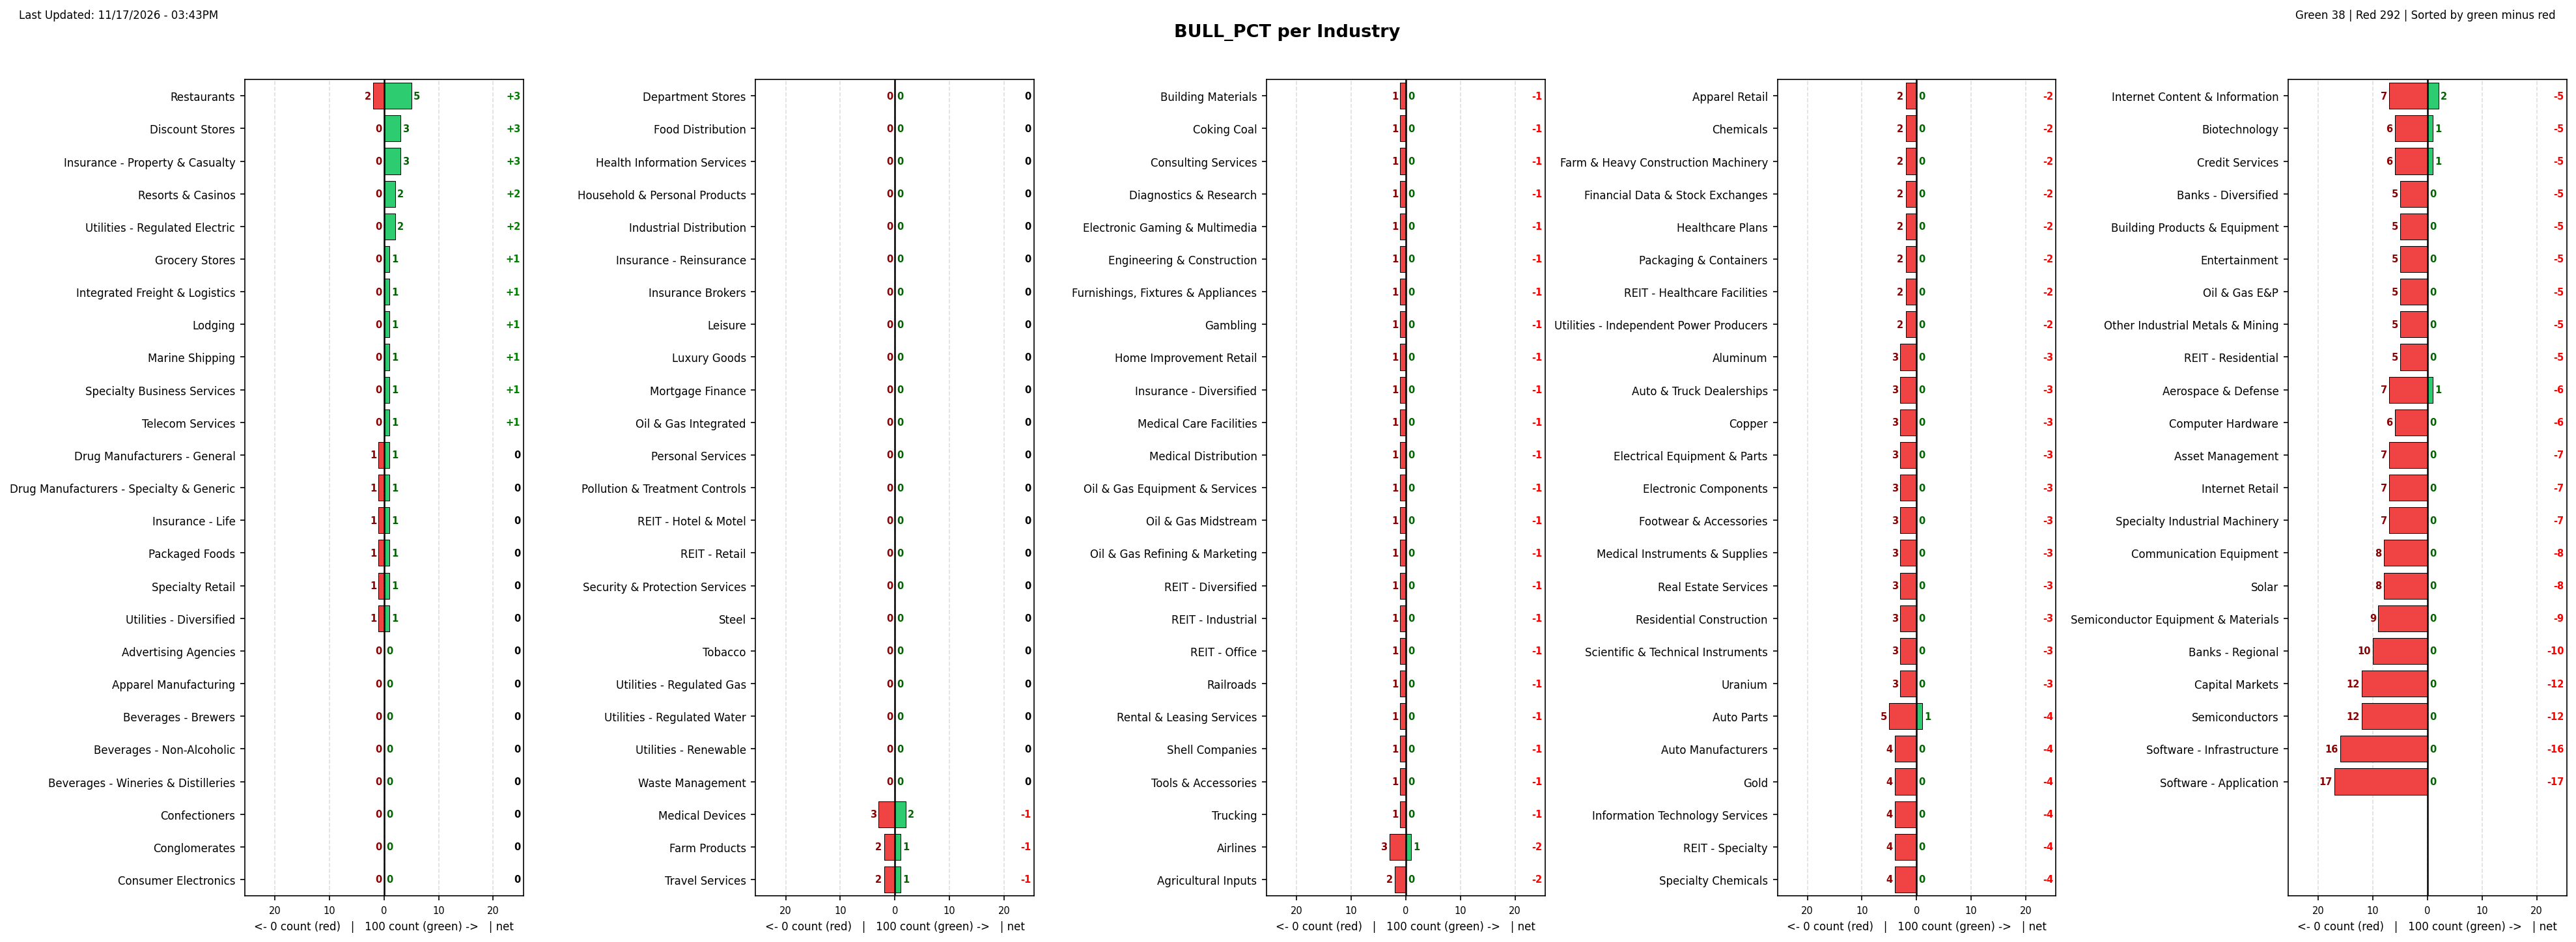 Last Updated: 11/17/2026 - 03:43PM
Green 38 | Red 292 | Sorted by green minus red
BULL_PCT per Industry
Restaurants 2 5 +3
Discount Stores 0 3 +3
Insurance - Property & Casualty 0 3 +3
Resorts & Casinos 0 2 +2
Utilities - Regulated Electric 0 2 +2
Grocery Stores 0 1 +1
Integrated Freight & Logistics 0 1 +1
Lodging 0 1 +1
Marine Shipping 0 1 +1
Specialty Business Services 0 1 +1
Telecom Services 0 1 +1
Drug Manufacturers - General 1 1 0
Drug Manufacturers - Specialty & Generic 1 1 0
Insurance - Life 1 1 0
Packaged Foods 1 1 0
Specialty Retail 1 1 0
Utilities - Diversified 1 1 0
Advertising Agencies 0 0 0
Apparel Manufacturing 0 0 0
Beverages - Brewers 0 0 0
Beverages - Non-Alcoholic 0 0 0
Beverages - Wineries & Distilleries 0 0 0
Confectioners 0 0 0
Conglomerates 0 0 0
Consumer Electronics 0 0 0
20 10 0 10 20
<- 0 count (red) | 100 count (green) -> | net
Department Stores 0 0 0
Food Distribution 0 0 0
Health Information Services 0 0 0
Household & Personal Products 0 0 0
Industrial Distribution 0 0 0
Insurance - Reinsurance 0 0 0
Insurance Brokers 0 0 0
Leisure 0 0 0
Luxury Goods 0 0 0
Mortgage Finance 0 0 0
Oil & Gas Integrated 0 0 0
Personal Services 0 0 0
Pollution & Treatment Controls 0 0 0
REIT - Hotel & Motel 0 0 0
REIT - Retail 0 0 0
Security & Protection Services 0 0 0
Steel 0 0 0
Tobacco 0 0 0
Utilities - Regulated Gas 0 0 0
Utilities - Regulated Water 0 0 0
Utilities - Renewable 0 0 0
Waste Management 0 0 0
Medical Devices 3 2 -1
Farm Products 2 1 -1
Travel Services 2 1 -1
20 10 0 10 20
<- 0 count (red) | 100 count (green) -> | net
Building Materials 1 0 -1
Coking Coal 1 0 -1
Consulting Services 1 0 -1
Diagnostics & Research 1 0 -1
Electronic Gaming & Multimedia 1 0 -1
Engineering & Construction 1 0 -1
Furnishings, Fixtures & Appliances 1 0 -1
Gambling 1 0 -1
Home Improvement Retail 1 0 -1
Insurance - Diversified 1 0 -1
Medical Care Facilities 1 0 -1
Medical Distribution 1 0 -1
Oil & Gas Equipment & Services 1 0 -1
Oil & Gas Midstream 1 0 -1
Oil & Gas Refining & Marketing 1 0 -1
REIT - Diversified 1 0 -1
REIT - Industrial 1 0 -1
REIT - Office 1 0 -1
Railroads 1 0 -1
Rental & Leasing Services 1 0 -1
Shell Companies 1 0 -1
Tools & Accessories 1 0 -1
Trucking 1 0 -1
Airlines 3 1 -2
Agricultural Inputs 2 0 -2
20 10 0 10 20
<- 0 count (red) | 100 count (green) -> | net
Apparel Retail 2 0 -2
Chemicals 2 0 -2
Farm & Heavy Construction Machinery 2 0 -2
Financial Data & Stock Exchanges 2 0 -2
Healthcare Plans 2 0 -2
Packaging & Containers 2 0 -2
REIT - Healthcare Facilities 2 0 -2
Utilities - Independent Power Producers 2 0 -2
Aluminum 3 0 -3
Auto & Truck Dealerships 3 0 -3
Copper 3 0 -3
Electrical Equipment & Parts 3 0 -3
Electronic Components 3 0 -3
Footwear & Accessories 3 0 -3
Medical Instruments & Supplies 3 0 -3
Real Estate Services 3 0 -3
Residential Construction 3 0 -3
Scientific & Technical Instruments 3 0 -3
Uranium 3 0 -3
Auto Parts 5 1 -4
Auto Manufacturers 4 0 -4
Gold 4 0 -4
Information Technology Services 4 0 -4
REIT - Specialty 4 0 -4
Specialty Chemicals 4 0 -4
20 10 0 10 20
<- 0 count (red) | 100 count (green) -> | net
Internet Content & Information 7 2 -5
Biotechnology 6 1 -5
Credit Services 6 1 -5
Banks - Diversified 5 0 -5
Building Products & Equipment 5 0 -5
Entertainment 5 0 -5
Oil & Gas E&P 5 0 -5
Other Industrial Metals & Mining 5 0 -5
REIT - Residential 5 0 -5
Aerospace & Defense 7 1 -6
Computer Hardware 6 0 -6
Asset Management 7 0 -7
Internet Retail 7 0 -7
Specialty Industrial Machinery 7 0 -7
Communication Equipment 8 0 -8
Solar 8 0 -8
Semiconductor Equipment & Materials 9 0 -9
Banks - Regional 10 0 -10
Capital Markets 12 0 -12
Semiconductors 12 0 -12
Software - Infrastructure 16 0 -16
Software - Application 17 0 -17
20 10 0 10 20
<- 0 count (red) | 100 count (green) -> | net